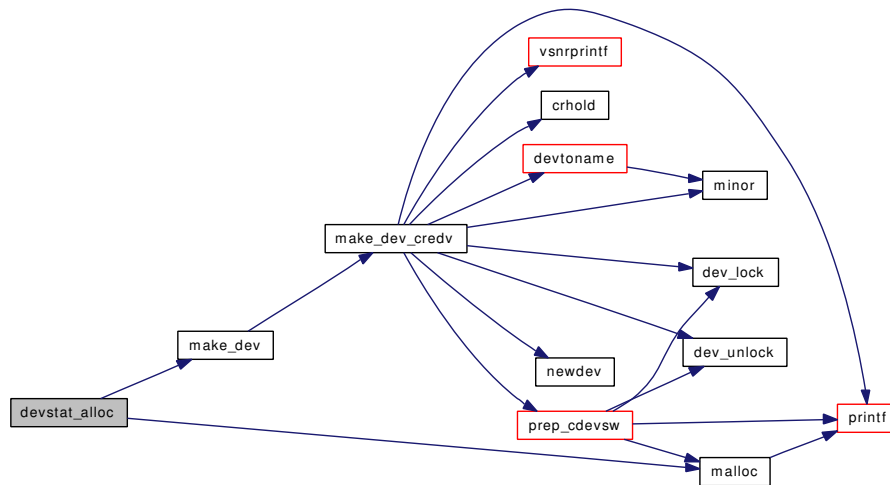 vsnrprintf
crhold
devtoname
minor
make_dev_credv
dev_lock
make_dev
dev_unlock
newdev
devstat_alloc
prep_cdevsw
printf
malloc